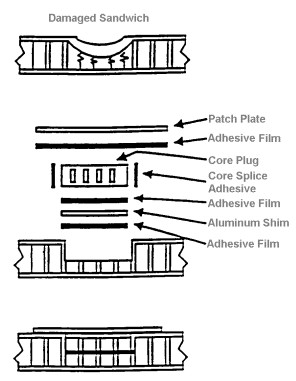 Damaged Sandwich
Patch Plate
Adhesive Film
Core Plug
Core Splice
Adhesive
Adhesive Film
Aluminum Shim
Adhesive Film